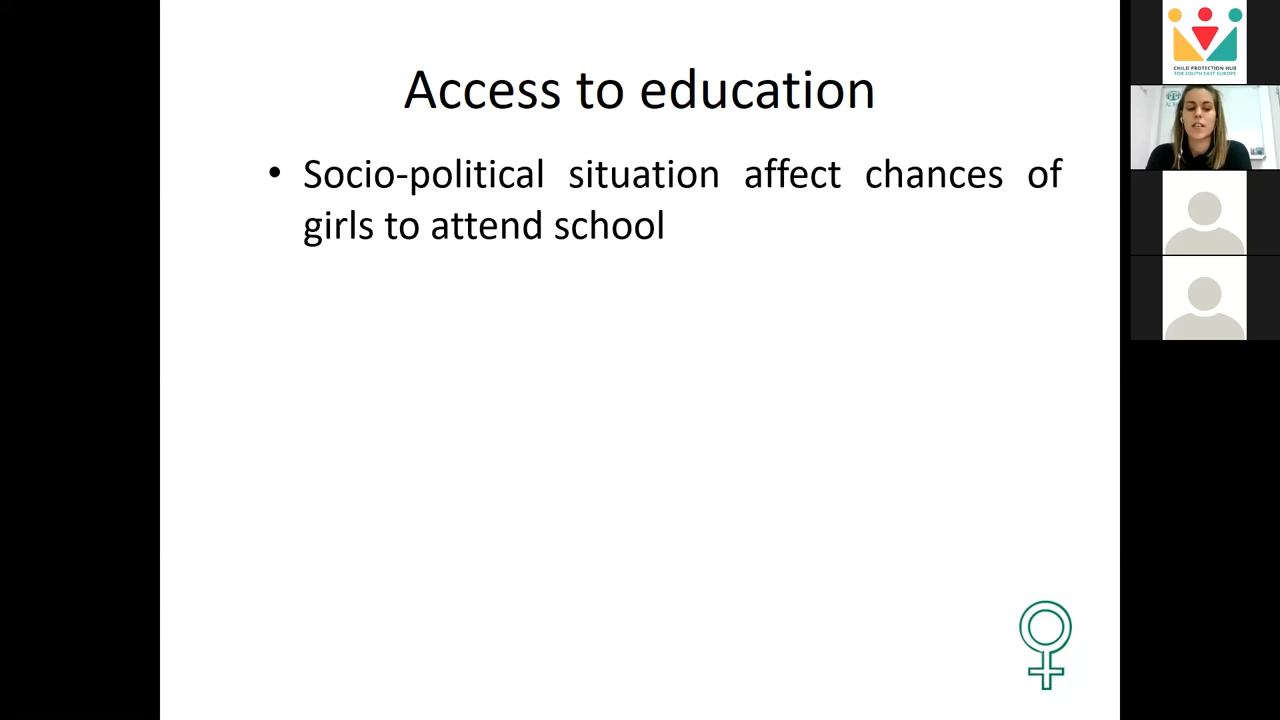 Access to education
• Socio-political situation affect chances of
girls to attend school
CHILD PROTECTION HUB
FOR SOUTH EAST EUROPE